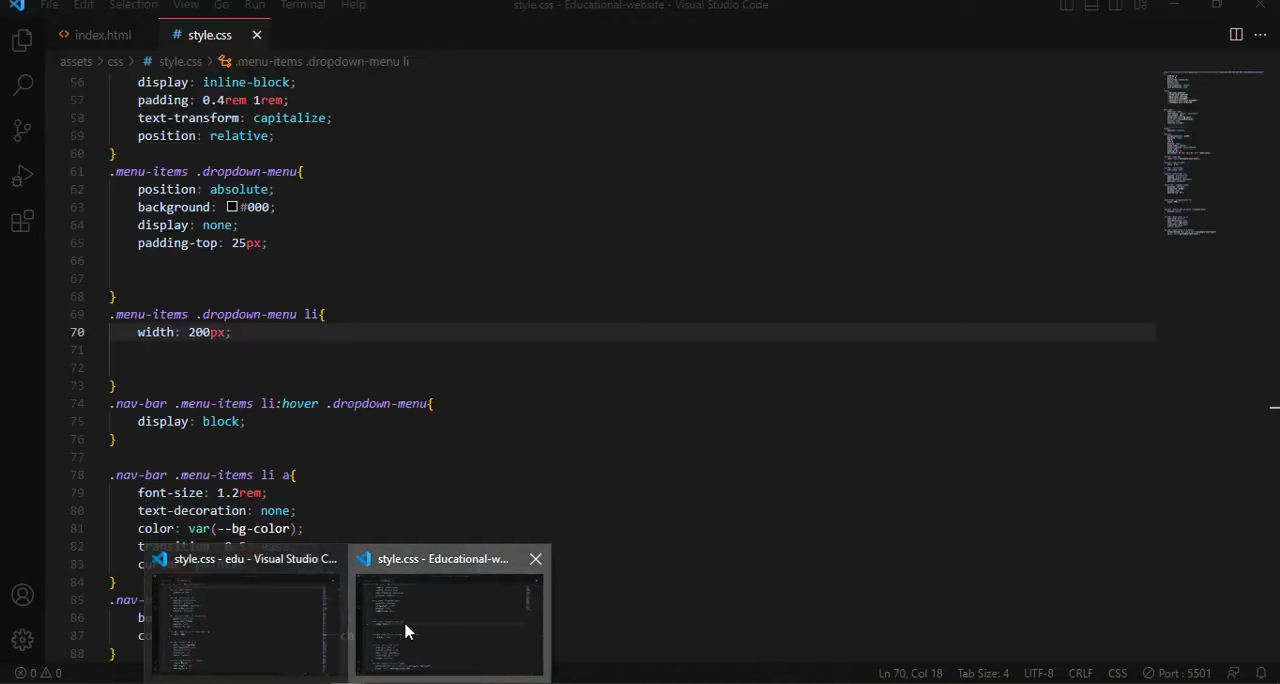 File Edit Selection View Go Run Terminal Help style.css - Educational-website - Visual Studio Code
index.html style.css
assets > css > style.css > .menu-items .dropdown-menu li
56 display: inline-block;
57 padding: 0.4rem 1rem;
58 text-transform: capitalize;
59 position: relative;
60 }
61 .menu-items .dropdown-menu{
62 position: absolute;
63 background: #000;
64 display: none;
65 padding-top: 25px;
66
67
68 }
69 .menu-items .dropdown-menu li{
70 width: 200px;
71
72
73 }
74 .nav-bar .menu-items li:hover .dropdown-menu{
75 display: block;
76 }
77
78 .nav-bar .menu-items li a{
79 font-size: 1.2rem;
80 text-decoration: none;
81 color: var(--bg-color);
82
83
84 }
85 .nav-
86
87
88 }
style.css - edu - Visual Studio C... style.css - Educational-w...
0 0 Ln 70, Col 18 Tab Size: 4 UTF-8 CRLF CSS Port : 5501